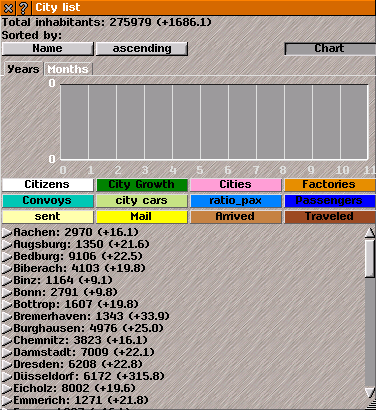 City list
Total inhabitants: 275979 (+1686.1)
Sorted by:
Name ascending Chart
Years Months
0
0
0 1 2 3 4 5 6 7 8 9 10 11
Citizens City Growth Cities Factories
Convoys city cars ratio_pax Passengers
sent Mail Arrived Traveled
Aachen: 2970 (+16.1)
Augsburg: 1350 (+21.6)
Bedburg: 9106 (+22.5)
Biberach: 4103 (+19.8)
Binz: 1164 (+9.1)
Bonn: 2791 (+9.8)
Bottrop: 1607 (+19.8)
Bremerhaven: 1343 (+33.9)
Burghausen: 4976 (+25.0)
Chemnitz: 3823 (+16.1)
Darmstadt: 7009 (+22.1)
Dresden: 6208 (+22.8)
Düsseldorf: 6172 (+315.8)
Eicholz: 8002 (+19.6)
Emmerich: 1271 (+21.8)